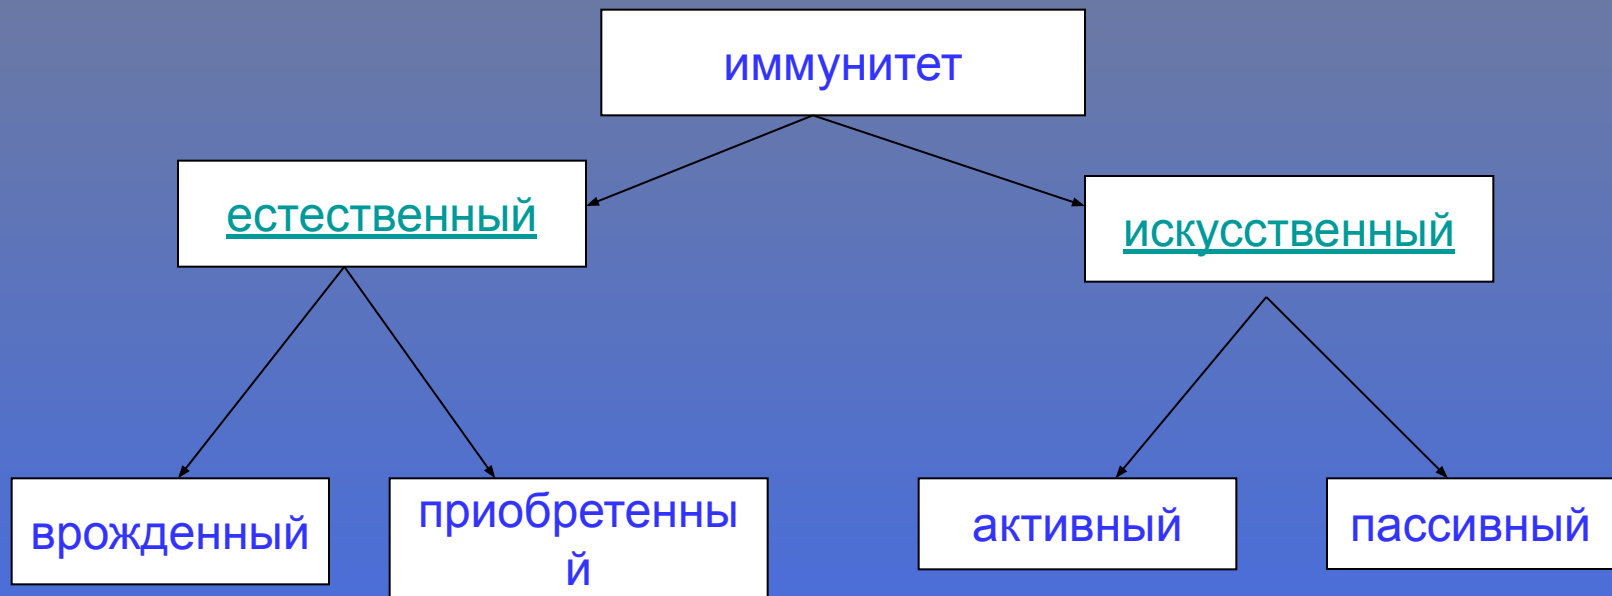 иммунитет
естественный
искусственный
врожденный
приобретенны
й
активный
пассивный